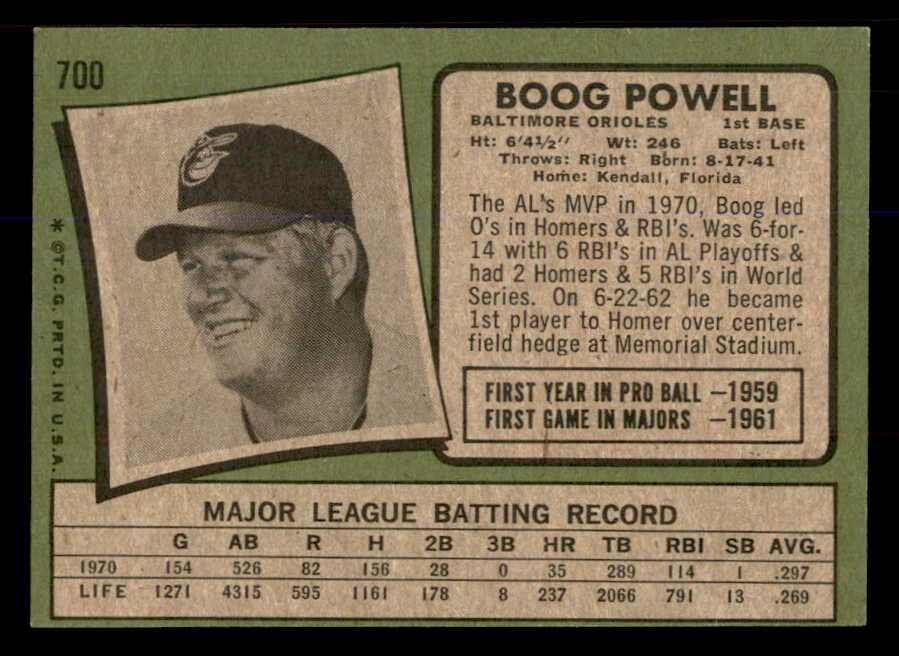 700
BOOG POWELL
BALTIMORE ORIOLES 1st BASE
Ht: 6'4½" Wt: 246 Bats: Left
Throws: Right Born: 8-17-41
Home: Kendall, Florida
The AL's MVP in 1970, Boog led
O's in Homers & RBI's. Was 6-for-
14 with 6 RBI's in AL Playoffs &
had 2 Homers & 5 RBI's in World
Series. On 6-22-62 he became
1st player to Homer over center-
field hedge at Memorial Stadium.
FIRST YEAR IN PRO BALL —1959
FIRST GAME IN MAJORS —1961
* ©T.C.G. PRTD. IN U.S.A.
MAJOR LEAGUE BATTING RECORD
G AB R H 2B 3B HR TB RBI SB AVG.
1970 154 526 82 156 28 0 35 289 114 1 .297
LIFE 1271 4315 595 1161 178 8 237 2066 791 13 .269